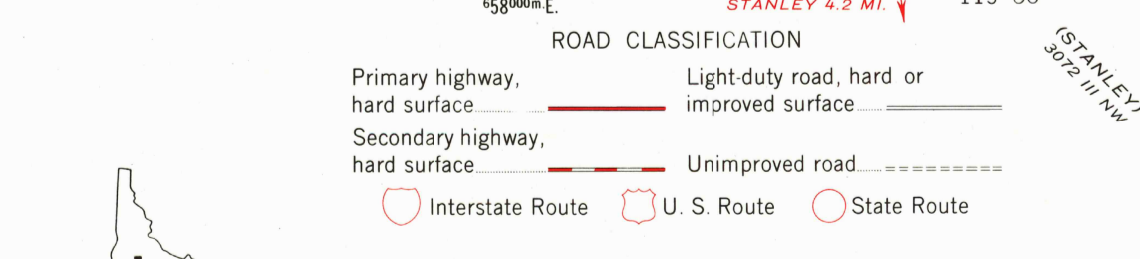 ⁶58⁰⁰⁰ᵐ·E.
STANLEY 4.2 MI.
ROAD CLASSIFICATION
Primary highway,
hard surface
Light-duty road, hard or
improved surface
Secondary highway,
hard surface
Unimproved road
Interstate Route
U. S. Route
State Route
(STANLEY)
3072 III NW